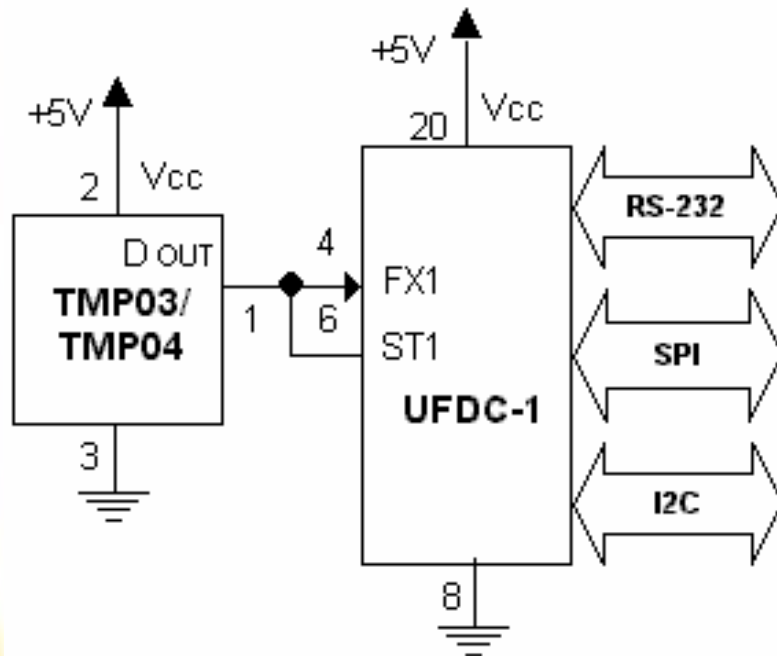 +5V
Vcc
2
D OUT
TMP03/
TMP04
1
3
+5V
Vcc
20
4
6
FX1
ST1
UFDC-1
8
RS-232
SPI
I2C